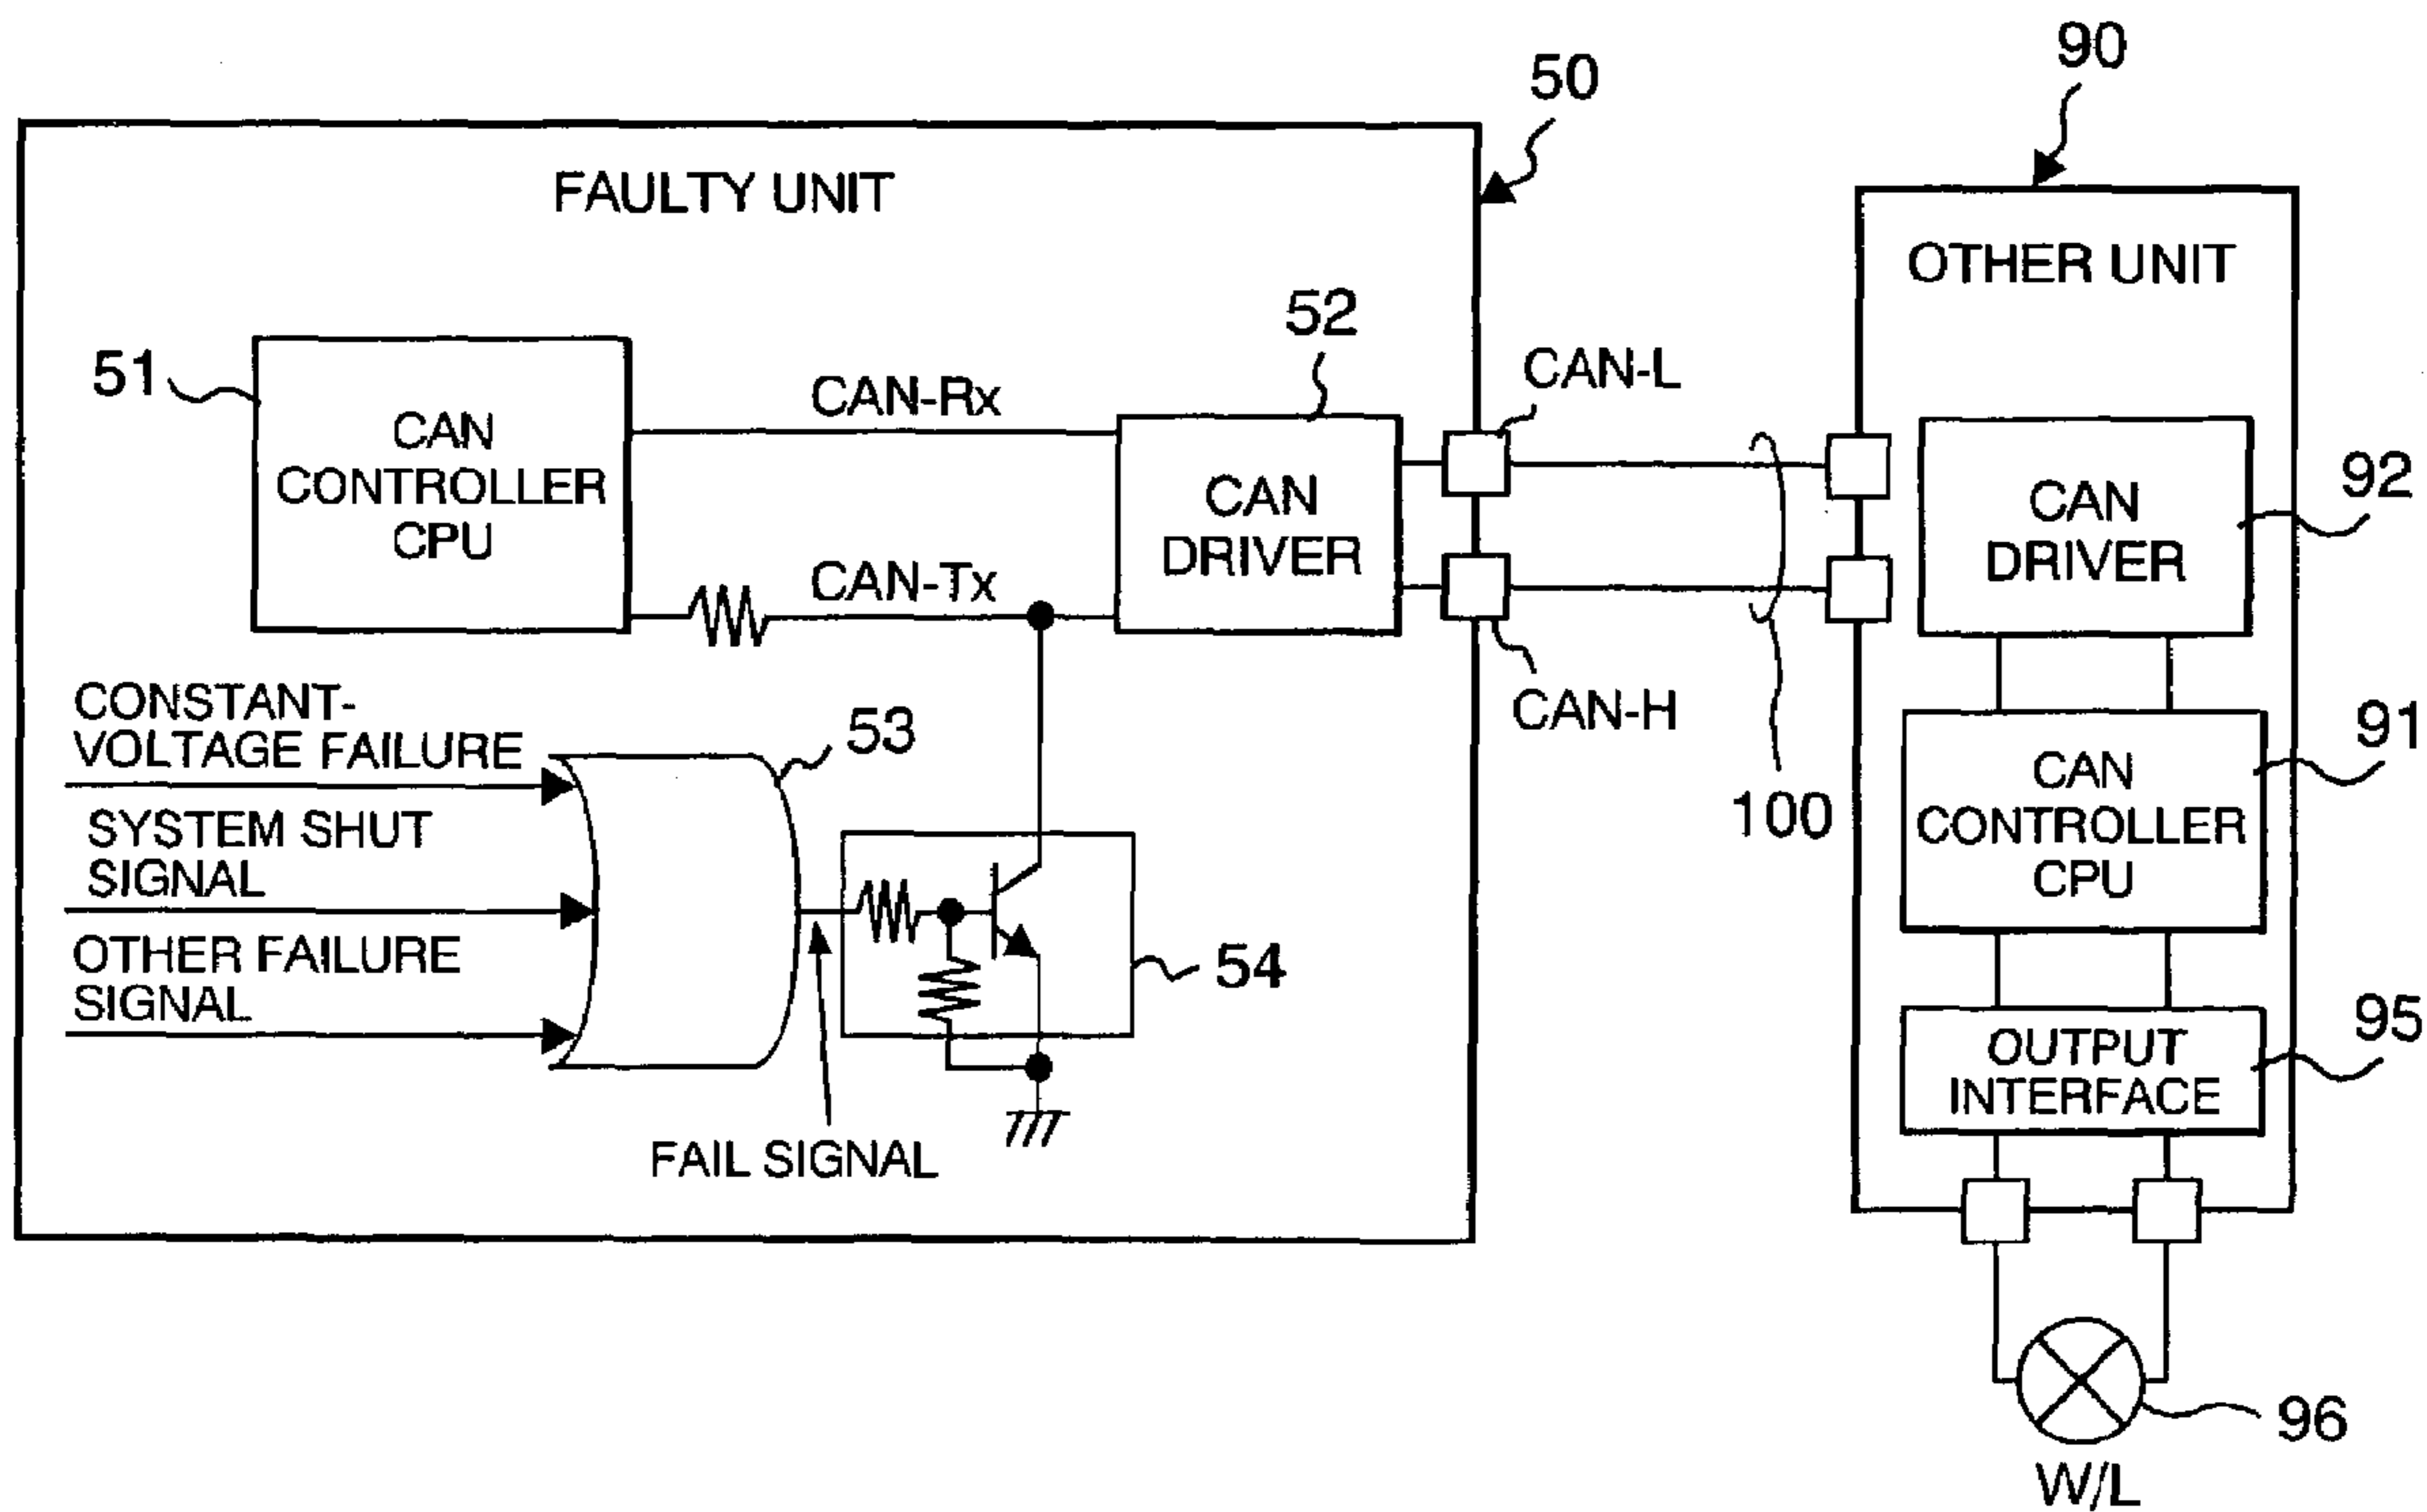 90
50
FAULTY UNIT
OTHER UNIT
52
51
CAN-Rx
CAN-L
CAN
CONTROLLER
CPU
CAN
DRIVER
CAN
DRIVER
92
CAN-Tx
CONSTANT-
VOLTAGE FAILURE
53
CAN-H
91
CAN
CONTROLLER
CPU
100
SYSTEM SHUT
SIGNAL
OTHER FAILURE
SIGNAL
54
95
OUTPUT
INTERFACE
FAIL SIGNAL
96
W/L